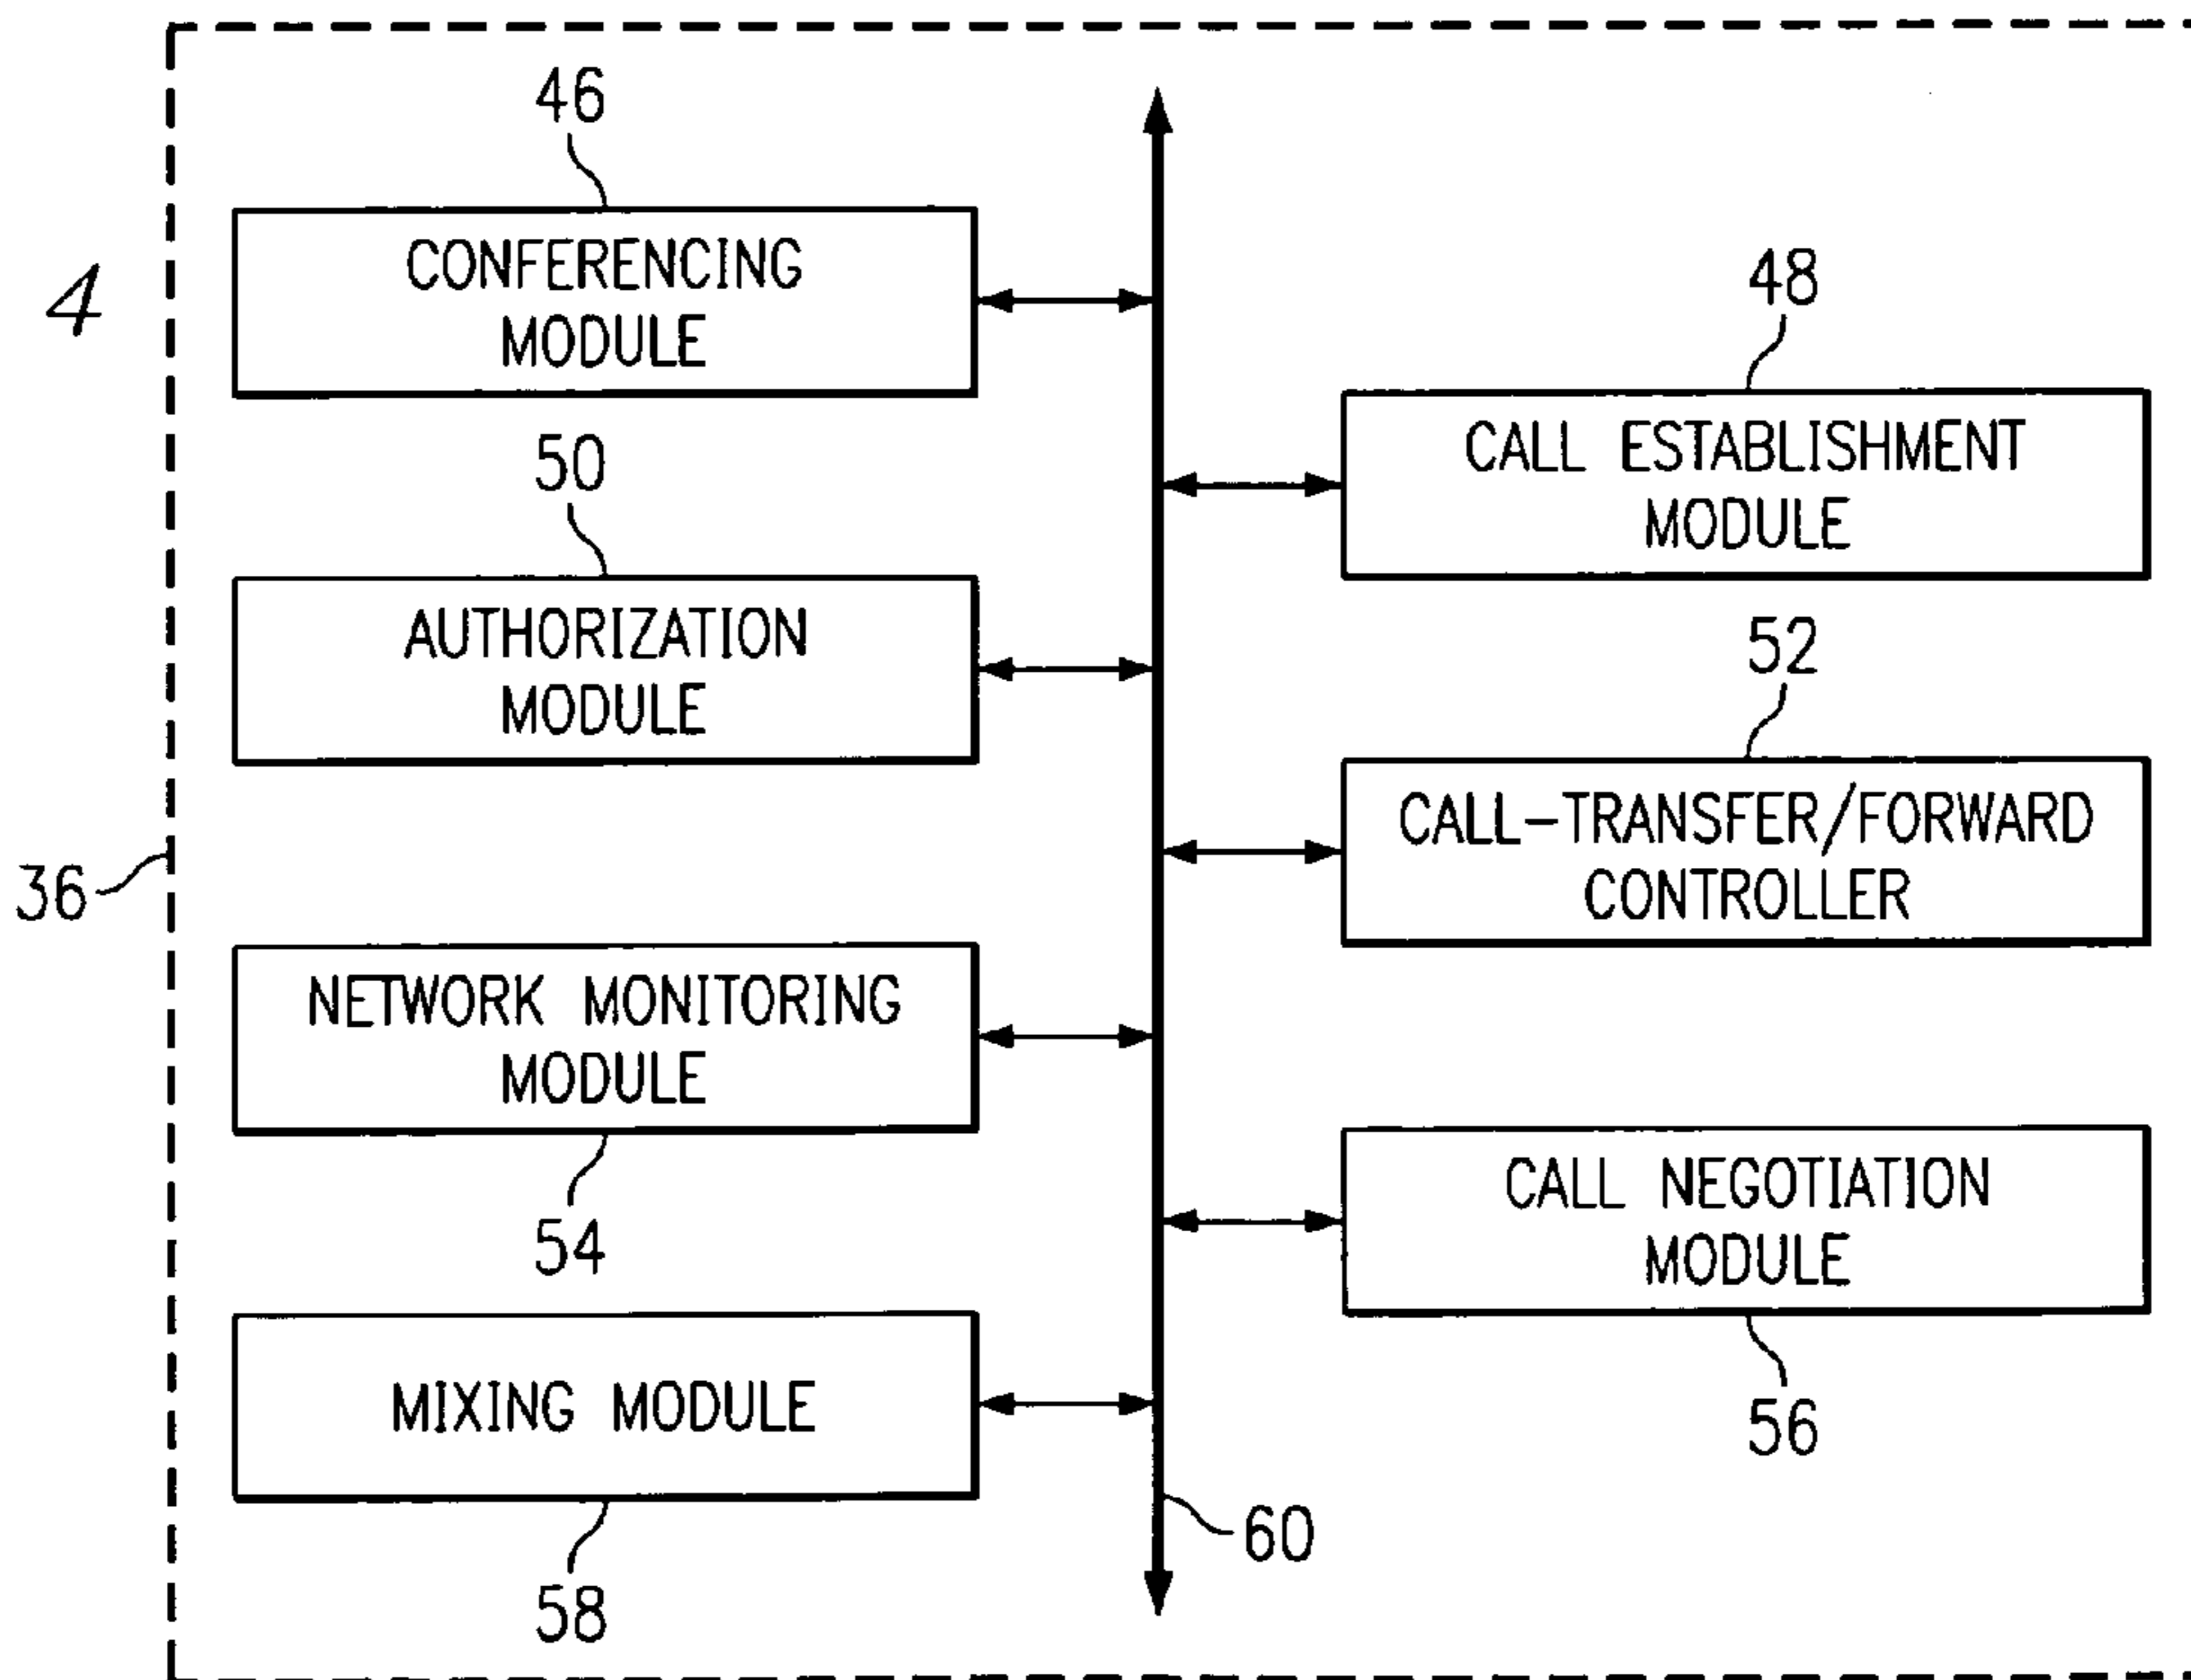 46
CONFERENCING
MODULE
4
48
CALL ESTABLISHMENT
MODULE
50
AUTHORIZATION
MODULE
52
CALL-TRANSFER/FORWARD
CONTROLLER
36
NETWORK MONITORING
MODULE
54
CALL NEGOTIATION
MODULE
56
MIXING MODULE
58
60